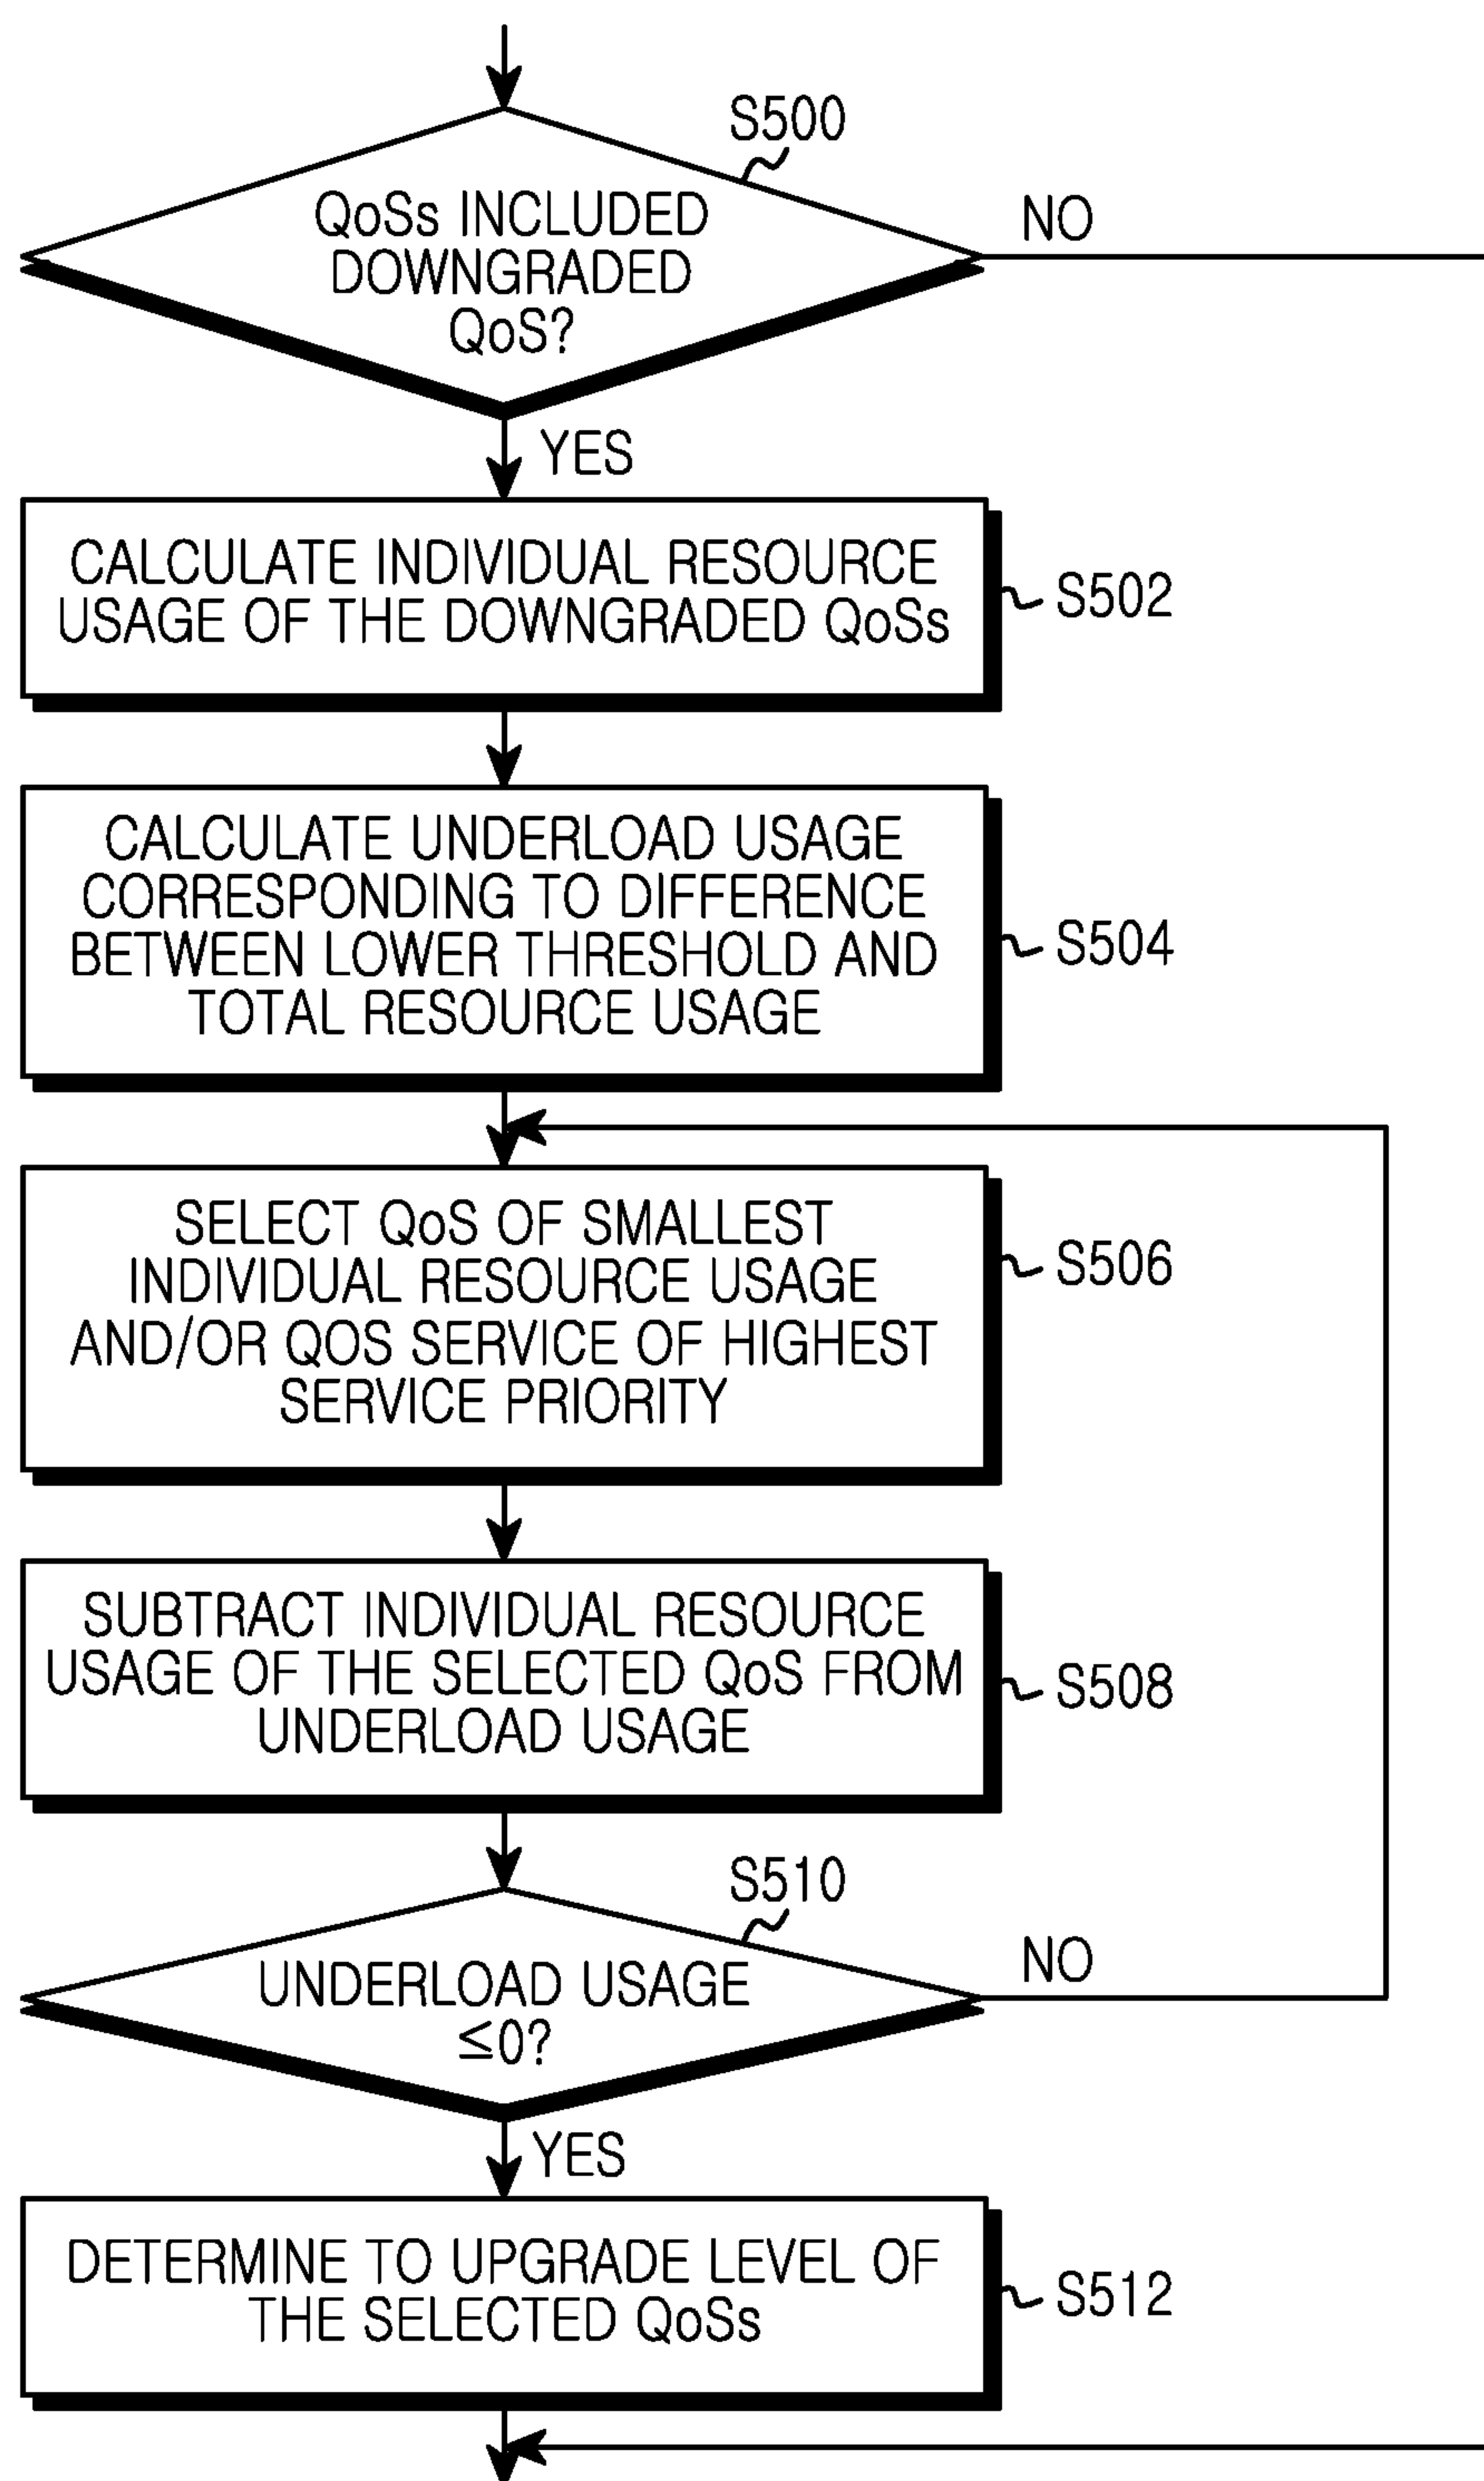 S500
QoSs INCLUDED
DOWNGRADED
QoS?
NO
YES
CALCULATE INDIVIDUAL RESOURCE
USAGE OF THE DOWNGRADED QoSs
S502
CALCULATE UNDERLOAD USAGE
CORRESPONDING TO DIFFERENCE
BETWEEN LOWER THRESHOLD AND
TOTAL RESOURCE USAGE
S504
SELECT QoS OF SMALLEST
INDIVIDUAL RESOURCE USAGE
AND/OR QOS SERVICE OF HIGHEST
SERVICE PRIORITY
S506
SUBTRACT INDIVIDUAL RESOURCE
USAGE OF THE SELECTED QoS FROM
UNDERLOAD USAGE
S508
S510
UNDERLOAD USAGE
≤0?
NO
YES
DETERMINE TO UPGRADE LEVEL OF
THE SELECTED QoSs
S512